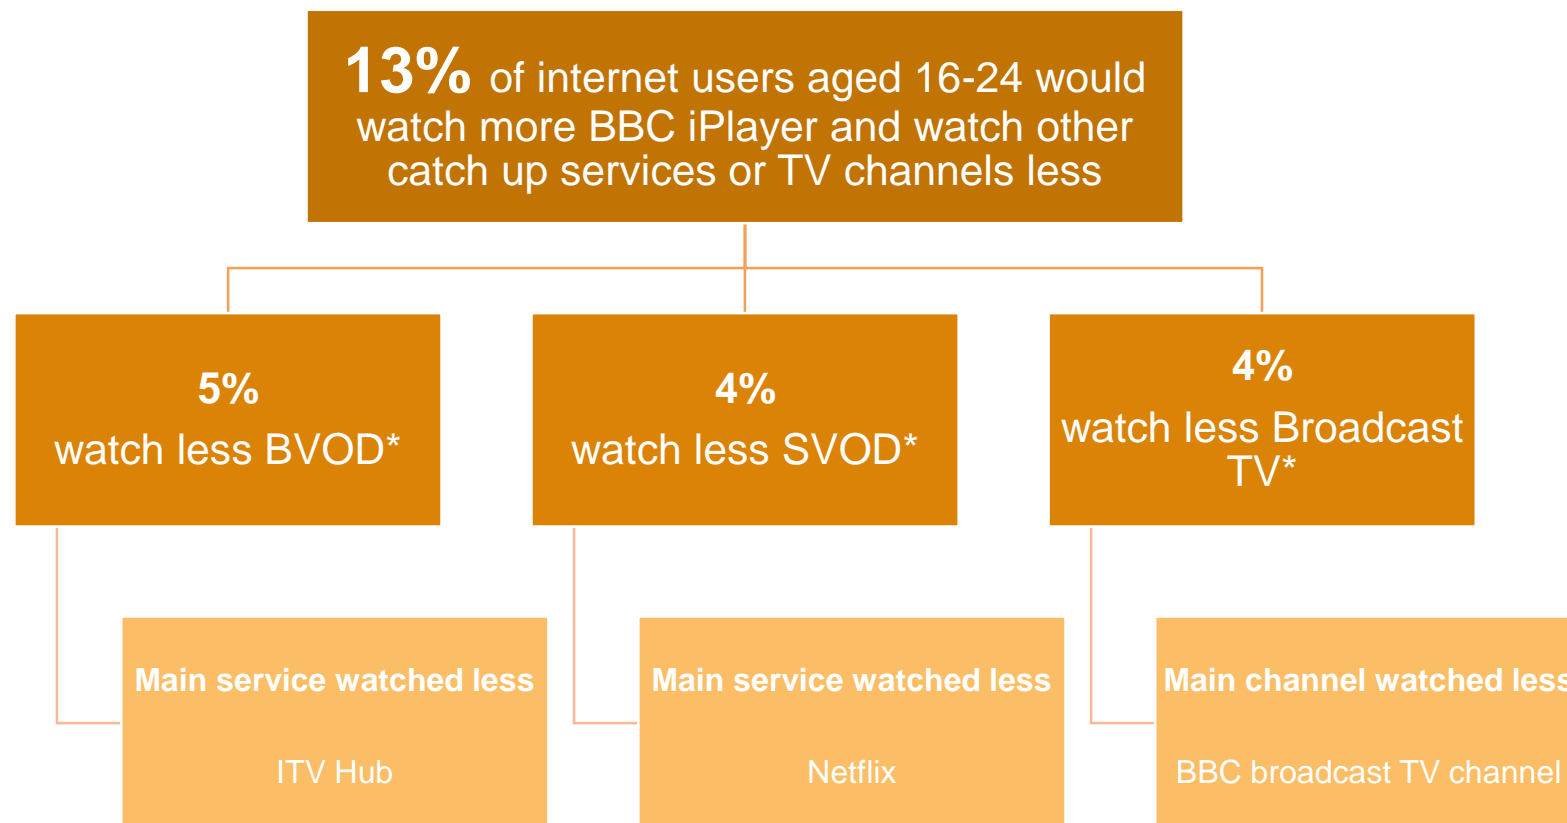 13% of internet users aged 16-24 would
watch more BBC iPlayer and watch other
catch up services or TV channels less
5%
watch less BVOD*
4%
watch less SVOD*
4%
watch less Broadcast
TV*
Main service watched less
ITV Hub
Main service watched less
Netflix
Main channel watched less
BBC broadcast TV channel